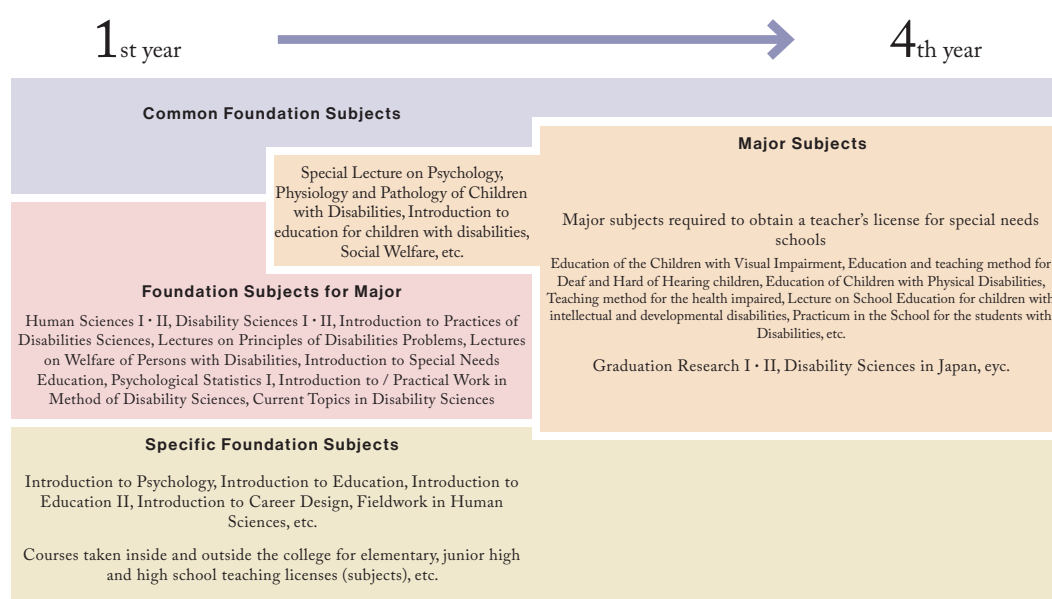 1st year
4th year
Common Foundation Subjects
Special Lecture on Psychology,
Physiology and Pathology of Children
with Disabilities, Introduction to
education for children with disabilities,
Social Welfare, etc.
Major Subjects
Major subjects required to obtain a teacher’s license for special needs
schools
Education of the Children with Visual Impairment, Education and teaching method for
Deaf and Hard of Hearing children, Education of Children with Physical Disabilities,
Teaching method for the health impaired, Lecture on School Education for children with
intellectual and developmental disabilities, Practicum in the School for the students with
Disabilities, etc.
Graduation Research I・II, Disability Sciences in Japan, eyc.
Foundation Subjects for Major
Human Sciences I・II, Disability Sciences I・II, Introduction to Practices of
Disabilities Sciences, Lectures on Principles of Disabilities Problems, Lectures
on Welfare of Persons with Disabilities, Introduction to Special Needs
Education, Psychological Statistics I, Introduction to / Practical Work in
Method of Disability Sciences, Current Topics in Disability Sciences
Specific Foundation Subjects
Introduction to Psychology, Introduction to Education, Introduction to
Education II, Introduction to Career Design, Fieldwork in Human
Sciences, etc.
Courses taken inside and outside the college for elementary, junior high
and high school teaching licenses (subjects), etc.